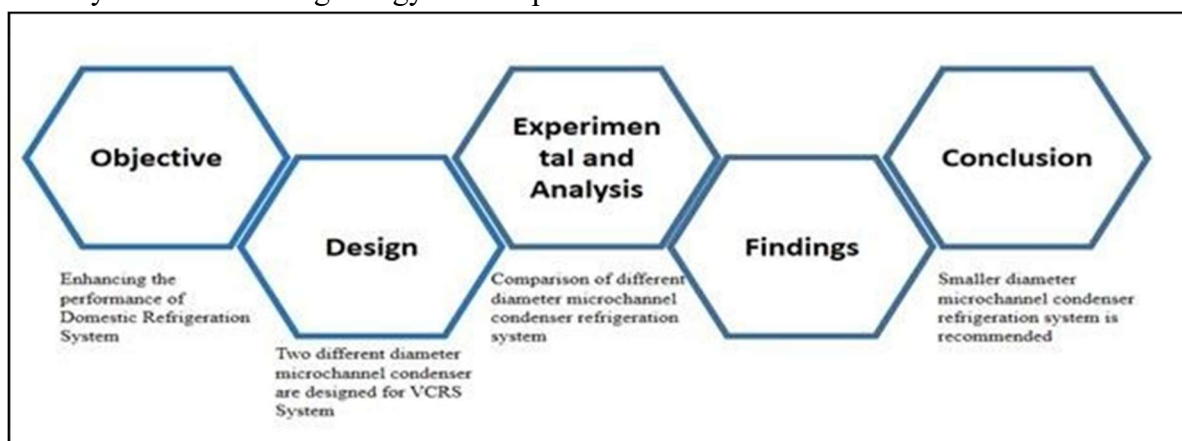 Objective
Enhancing the
performance of
Domestic Refrigeration
System
Design
Two different diameter
microchannel condenser
are designed for VCRS
System
Experimen
tal and
Analysis
Comparison of different
diameter microchannel
condenser refrigeration
system
Findings
Conclusion
Smaller diameter
microchannel condenser
refrigeration system is
recommended